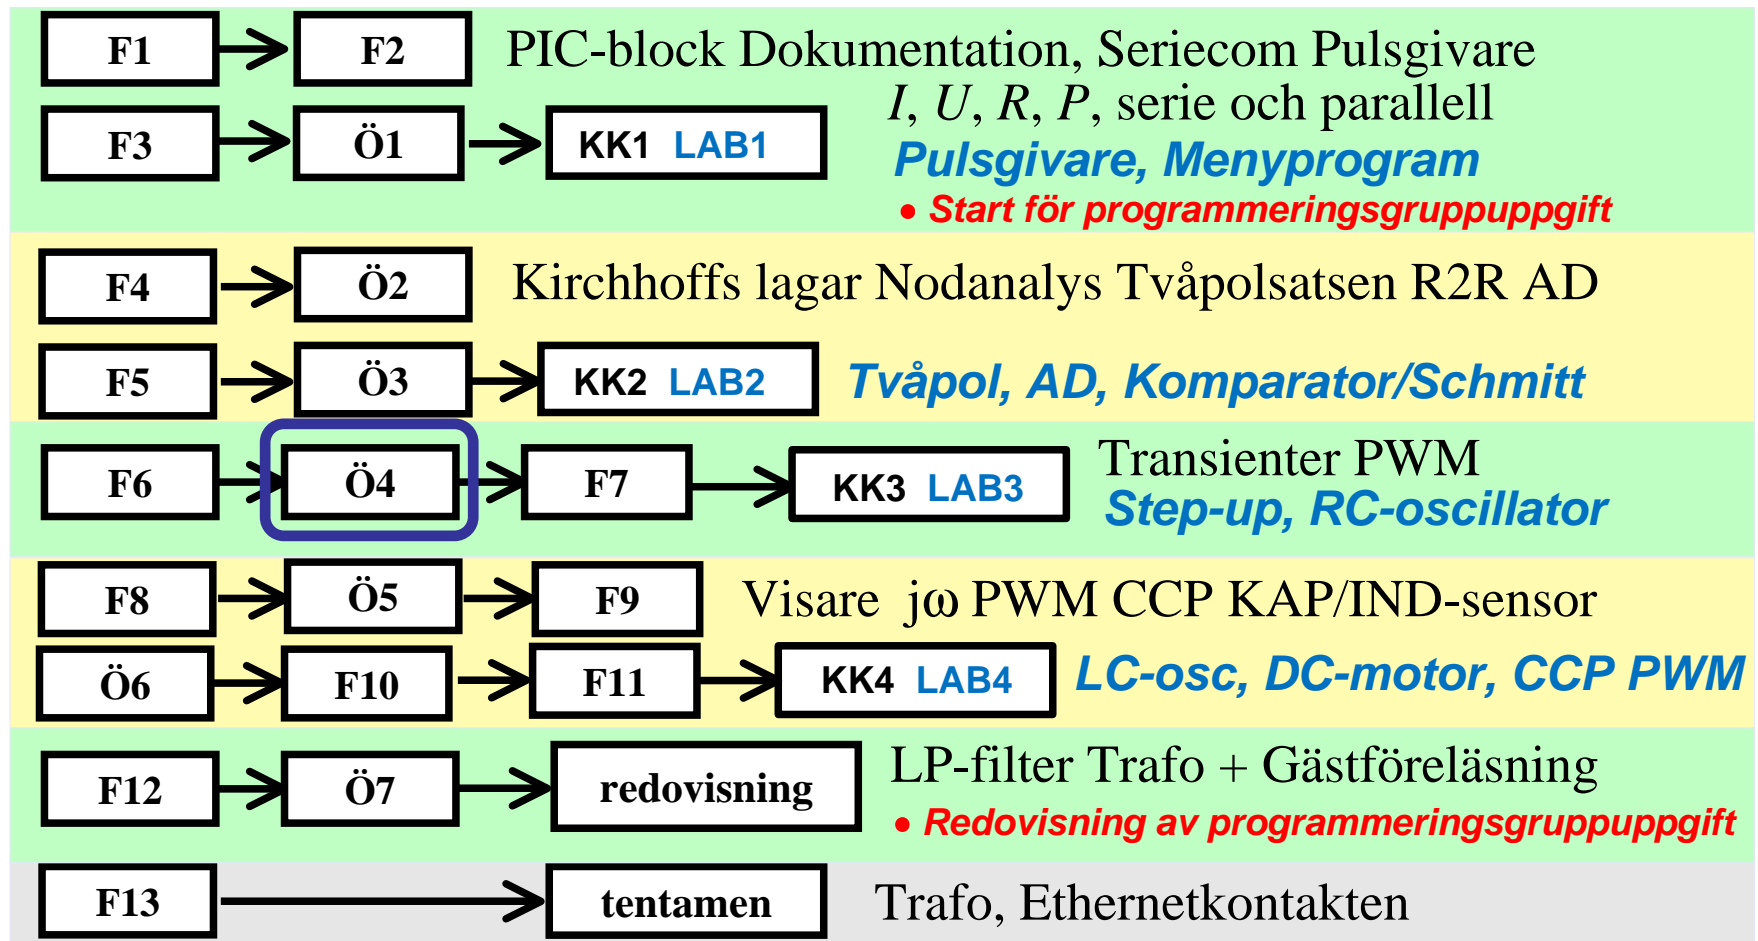 F1 F2 PIC-block Dokumentation, Seriecom Pulsgivare
I, U, R, P, serie och parallell
F3 Ö1 KK1 LAB1 Pulsgivare, Menyprogram
• Start för programmeringsgruppuppgift
F4 Ö2 Kirchhoffs lagar Nodanalys Tvåpolsatsen R2R AD
F5 Ö3 KK2 LAB2 Tvåpol, AD, Komparator/Schmitt
F6 Ö4 F7 KK3 LAB3 Transienter PWM
Step-up, RC-oscillator
F8 Ö5 F9 Visare jω PWM CCP KAP/IND-sensor
Ö6 F10 F11 KK4 LAB4 LC-osc, DC-motor, CCP PWM
F12 Ö7 redovisning LP-filter Trafo + Gästföreläsning
• Redovisning av programmeringsgruppuppgift
F13 tentamen Trafo, Ethernetkontakten